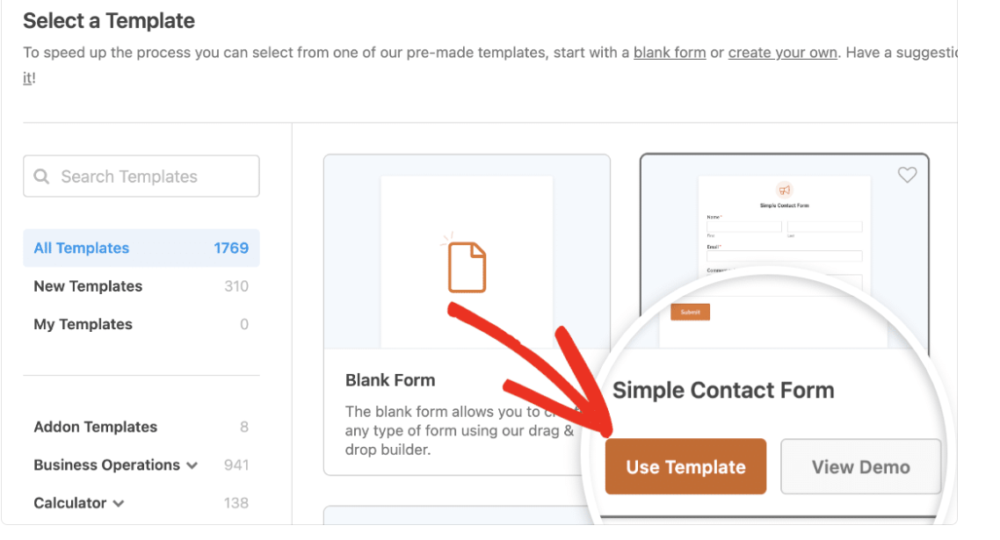 Select a Template
To speed up the process you can select from one of our pre-made templates, start with a blank form or create your own. Have a
it!
Search Templates
All Templates 1769
New Templates 310
My Templates 0
Addon Templates 8
Business Operations 941
Calculator 138
Blank Form
The blank form allows you to
any type of form using our drag &
drop builder.
Simple Contact Form
Name *
First Last
Email *
Submit
Simple Contact Form
Use Template View Demo